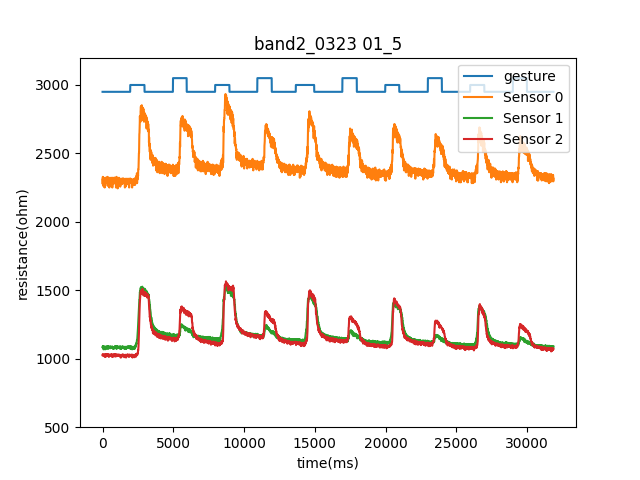 band2_0323 01_5
gesture
Sensor 0
Sensor 1
Sensor 2
3000
2500
2000
1500
1000
500
resistance(ohm)
0 5000 10000 15000 20000 25000 30000
time(ms)